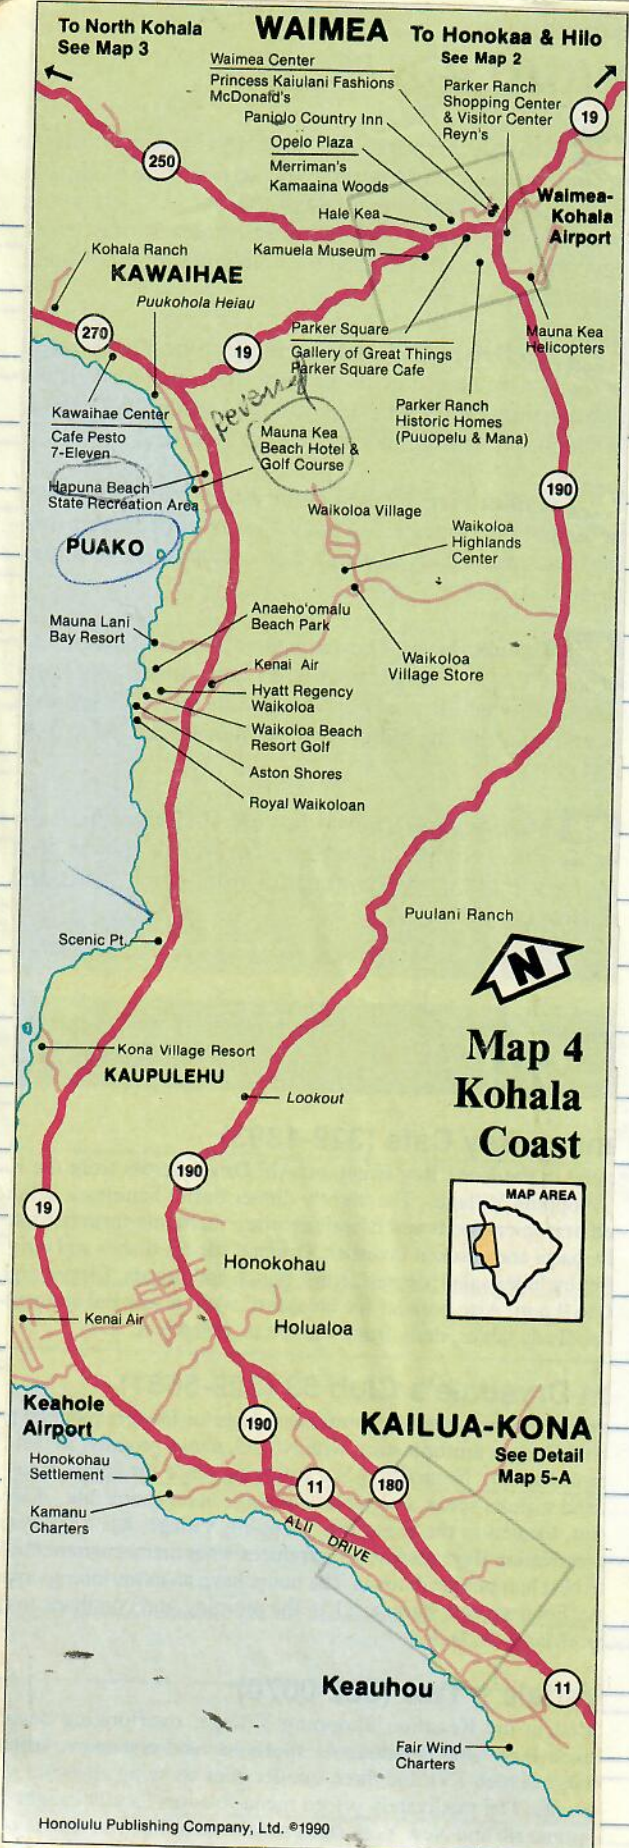 To North Kohala
See Map 3
WAIMEA
To Honokaa & Hilo
See Map 2
Waimea Center
Princess Kaiulani Fashions
McDonald's
Paniolo Country Inn
Opelo Plaza
Merriman's
Kamaaina Woods
Hale Kea
Kamuela Museum
Parker Ranch
Shopping Center
& Visitor Center
Reyn's
19
250
Waimea-
Kohala
Airport
Kohala Ranch
KAWAIHAE
Puukohola Heiau
270
19
Parker Square
Gallery of Great Things
Parker Square Cafe
Mauna Kea
Helicopters
Parker Ranch
Historic Homes
(Puuopelu & Mana)
Kawaihae Center
Cafe Pesto
7-Eleven
Mauna Kea
Beach Hotel &
Golf Course
Hapuna Beach
State Recreation Area
190
Waikoloa Village
PUAKO
Waikoloa
Highlands
Center
Mauna Lani
Bay Resort
Anaeho'omalu
Beach Park
Kenai Air
Waikoloa
Village Store
Hyatt Regency
Waikoloa
Waikoloa Beach
Resort Golf
Aston Shores
Royal Waikoloan
Puulani Ranch
Scenic Pt.
N
Kona Village Resort
KAUPULEHU
Map 4
Kohala
Coast
Lookout
190
19
MAP AREA
Honokohau
Kenai Air
Holualoa
Keahole
Airport
190
KAILUA-KONA
See Detail
Map 5-A
Honokohau
Settlement
11
180
Kamanu
Charters
ALII DRIVE
Keauhou
11
Fair Wind
Charters
Honolulu Publishing Company, Ltd. ©1990